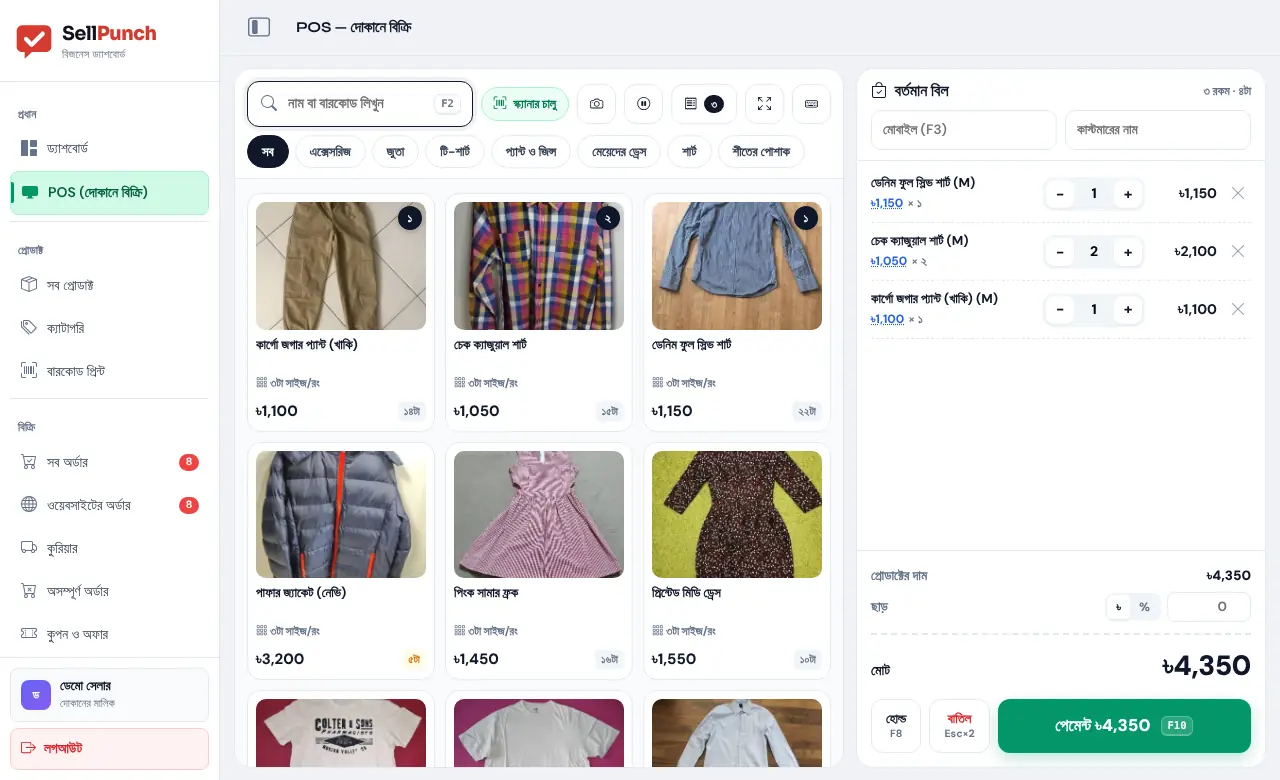 SellPunch
বিজনেস ড্যাশবোর্ড
প্রধান
ড্যাশবোর্ড
POS (দোকানে বিক্রি)
প্রোডাক্ট
সব প্রোডাক্ট
ক্যাটাগরি
বারকোড প্রিন্ট
বিক্রি
সব অর্ডার 8
ওয়েবসাইটের অর্ডার 8
কুরিয়ার
অসম্পূর্ণ অর্ডার
কুপন ও অফার
ড
ডেমো সেলার
দোকানের মালিক
লগআউট
POS — দোকানে বিক্রি
নাম বা বারকোড লিখুন F2
স্ক্যানার চালু
৩
সব এক্সেসরিজ জুতা টি-শার্ট প্যান্ট ও জিন্স মেয়েদের ড্রেস শার্ট শীতের পোশাক
১ ২ ১
কার্গো জগার প্যান্ট (খাকি) চেক ক্যাজুয়াল শার্ট ডেনিম ফুল স্লিভ শার্ট
৩টা সাইজ/রং ৩টা সাইজ/রং ৩টা সাইজ/রং
৳1,100 ১৪টা ৳1,050 ১৫টা ৳1,150 ২২টা
পাফার জ্যাকেট (নেভি) পিংক সামার ফ্রক প্রিন্টেড মিডি ড্রেস
৩টা সাইজ/রং ৩টা সাইজ/রং ৩টা সাইজ/রং
৳3,200 ৫টা ৳1,450 ১৬টা ৳1,550 ১০টা
COLTER & SONS
বর্তমান বিল ৩ রকম · ৪টা
মোবাইল (F3) কাস্টমারের নাম
ডেনিম ফুল স্লিভ শার্ট (M)
৳1,150 × ১
− 1 + ৳1,150
চেক ক্যাজুয়াল শার্ট (M)
৳1,050 × ২
− 2 + ৳2,100
কার্গো জগার প্যান্ট (খাকি) (M)
৳1,100 × ১
− 1 + ৳1,100
প্রোডাক্টের দাম ৳4,350
ছাড় ৳ % 0
মোট ৳4,350
হোল্ড
F8
বাতিল
Esc×2
পেমেন্ট ৳4,350 F10